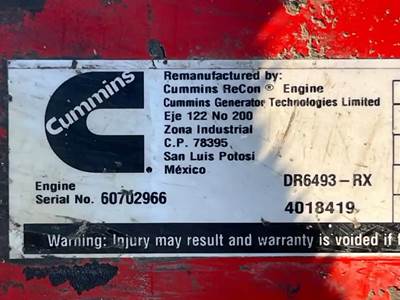 Cummins
Remanufactured by:
Cummins ReCon® Engine
Cummins Generator Technologies Limited
Eje 122 No 200
Zona Industrial
C.P. 78395
San Luis Potosi
México
Engine
Serial No. 60702966
DR6493-RX
4018419
Warning: Injury may result and warranty is voided if